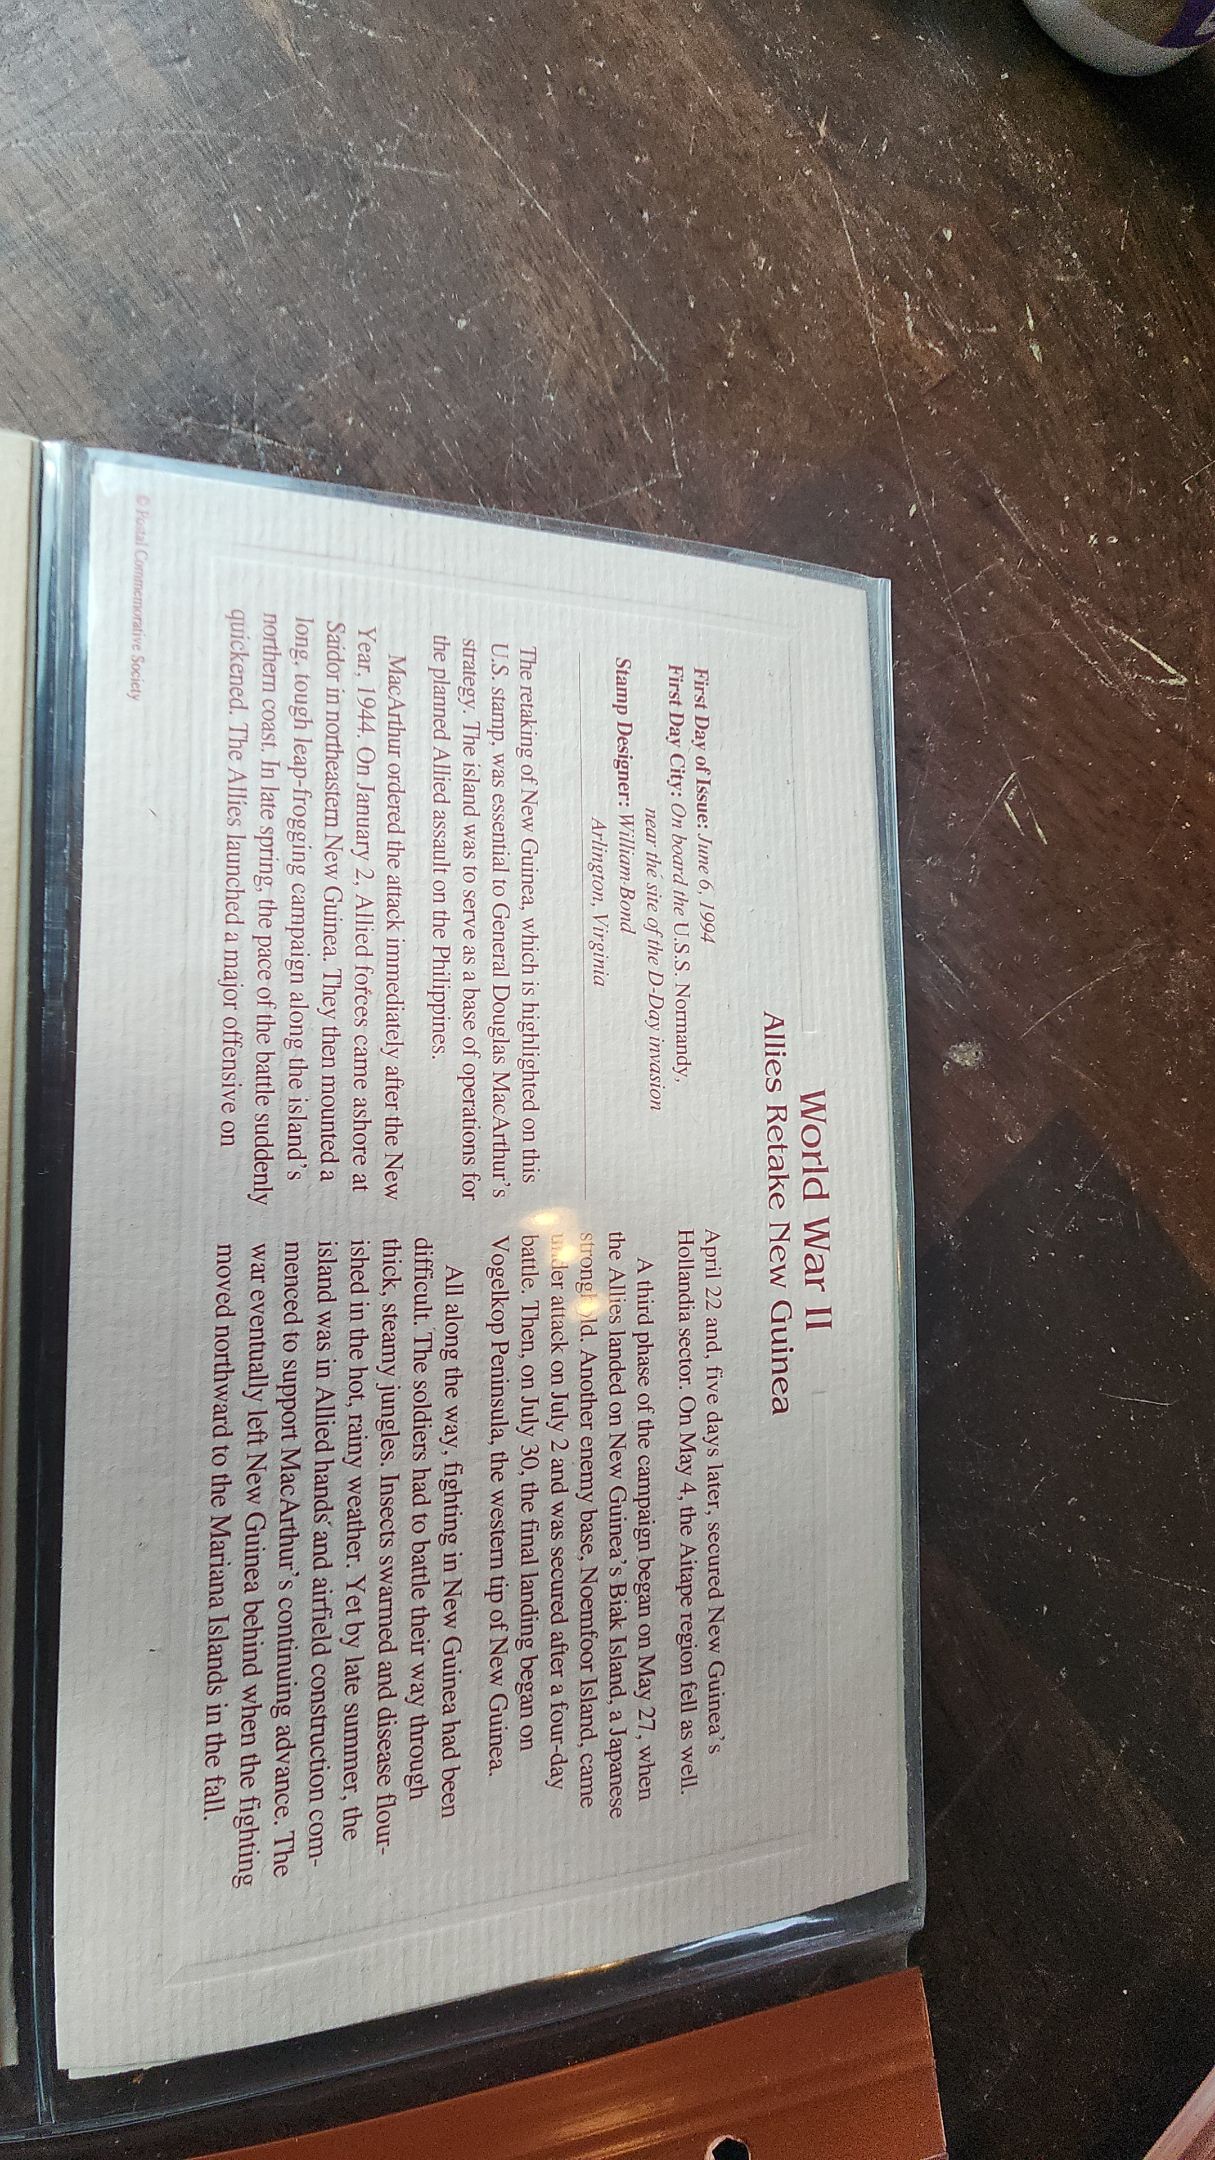 World War II
Allies Retake New Guinea
First Day of Issue: June 6, 1994
First Day City: On board the U.S.S. Normandy,
near the site of the D-Day invasion
Stamp Designer: William Bond
Arlington, Virginia
The retaking of New Guinea, which is highlighted on this
U.S. stamp, was essential to General Douglas MacArthur's
strategy. The island was to serve as a base of operations for
the planned Allied assault on the Philippines.
MacArthur ordered the attack immediately after the New
Year, 1944. On January 2, Allied forces came ashore at
Saidor in northeastern New Guinea. They then mounted a
long, tough leap-frogging campaign along the island's
northern coast. In late spring, the pace of the battle suddenly
quickened. The Allies launched a major offensive on
April 22 and, five days later, secured New Guinea's
Hollandia sector. On May 4, the Aitape region fell as well.
A third phase of the campaign began on May 27, when
the Allies landed on New Guinea's Biak Island, a Japanese
stronghold. Another enemy base, Noemfoor Island, came
under attack on July 2 and was secured after a four-day
battle. Then, on July 30, the final landing began on
Vogelkop Peninsula, the western tip of New Guinea.
All along the way, fighting in New Guinea had been
difficult. The soldiers had to battle their way through
thick, steamy jungles. Insects swarmed and disease flour-
ished in the hot, rainy weather. Yet by late summer, the
island was in Allied hands and airfield construction com-
menced to support MacArthur's continuing advance. The
war eventually left New Guinea behind when the fighting
moved northward to the Mariana Islands in the fall.
© Postal Commemorative Society